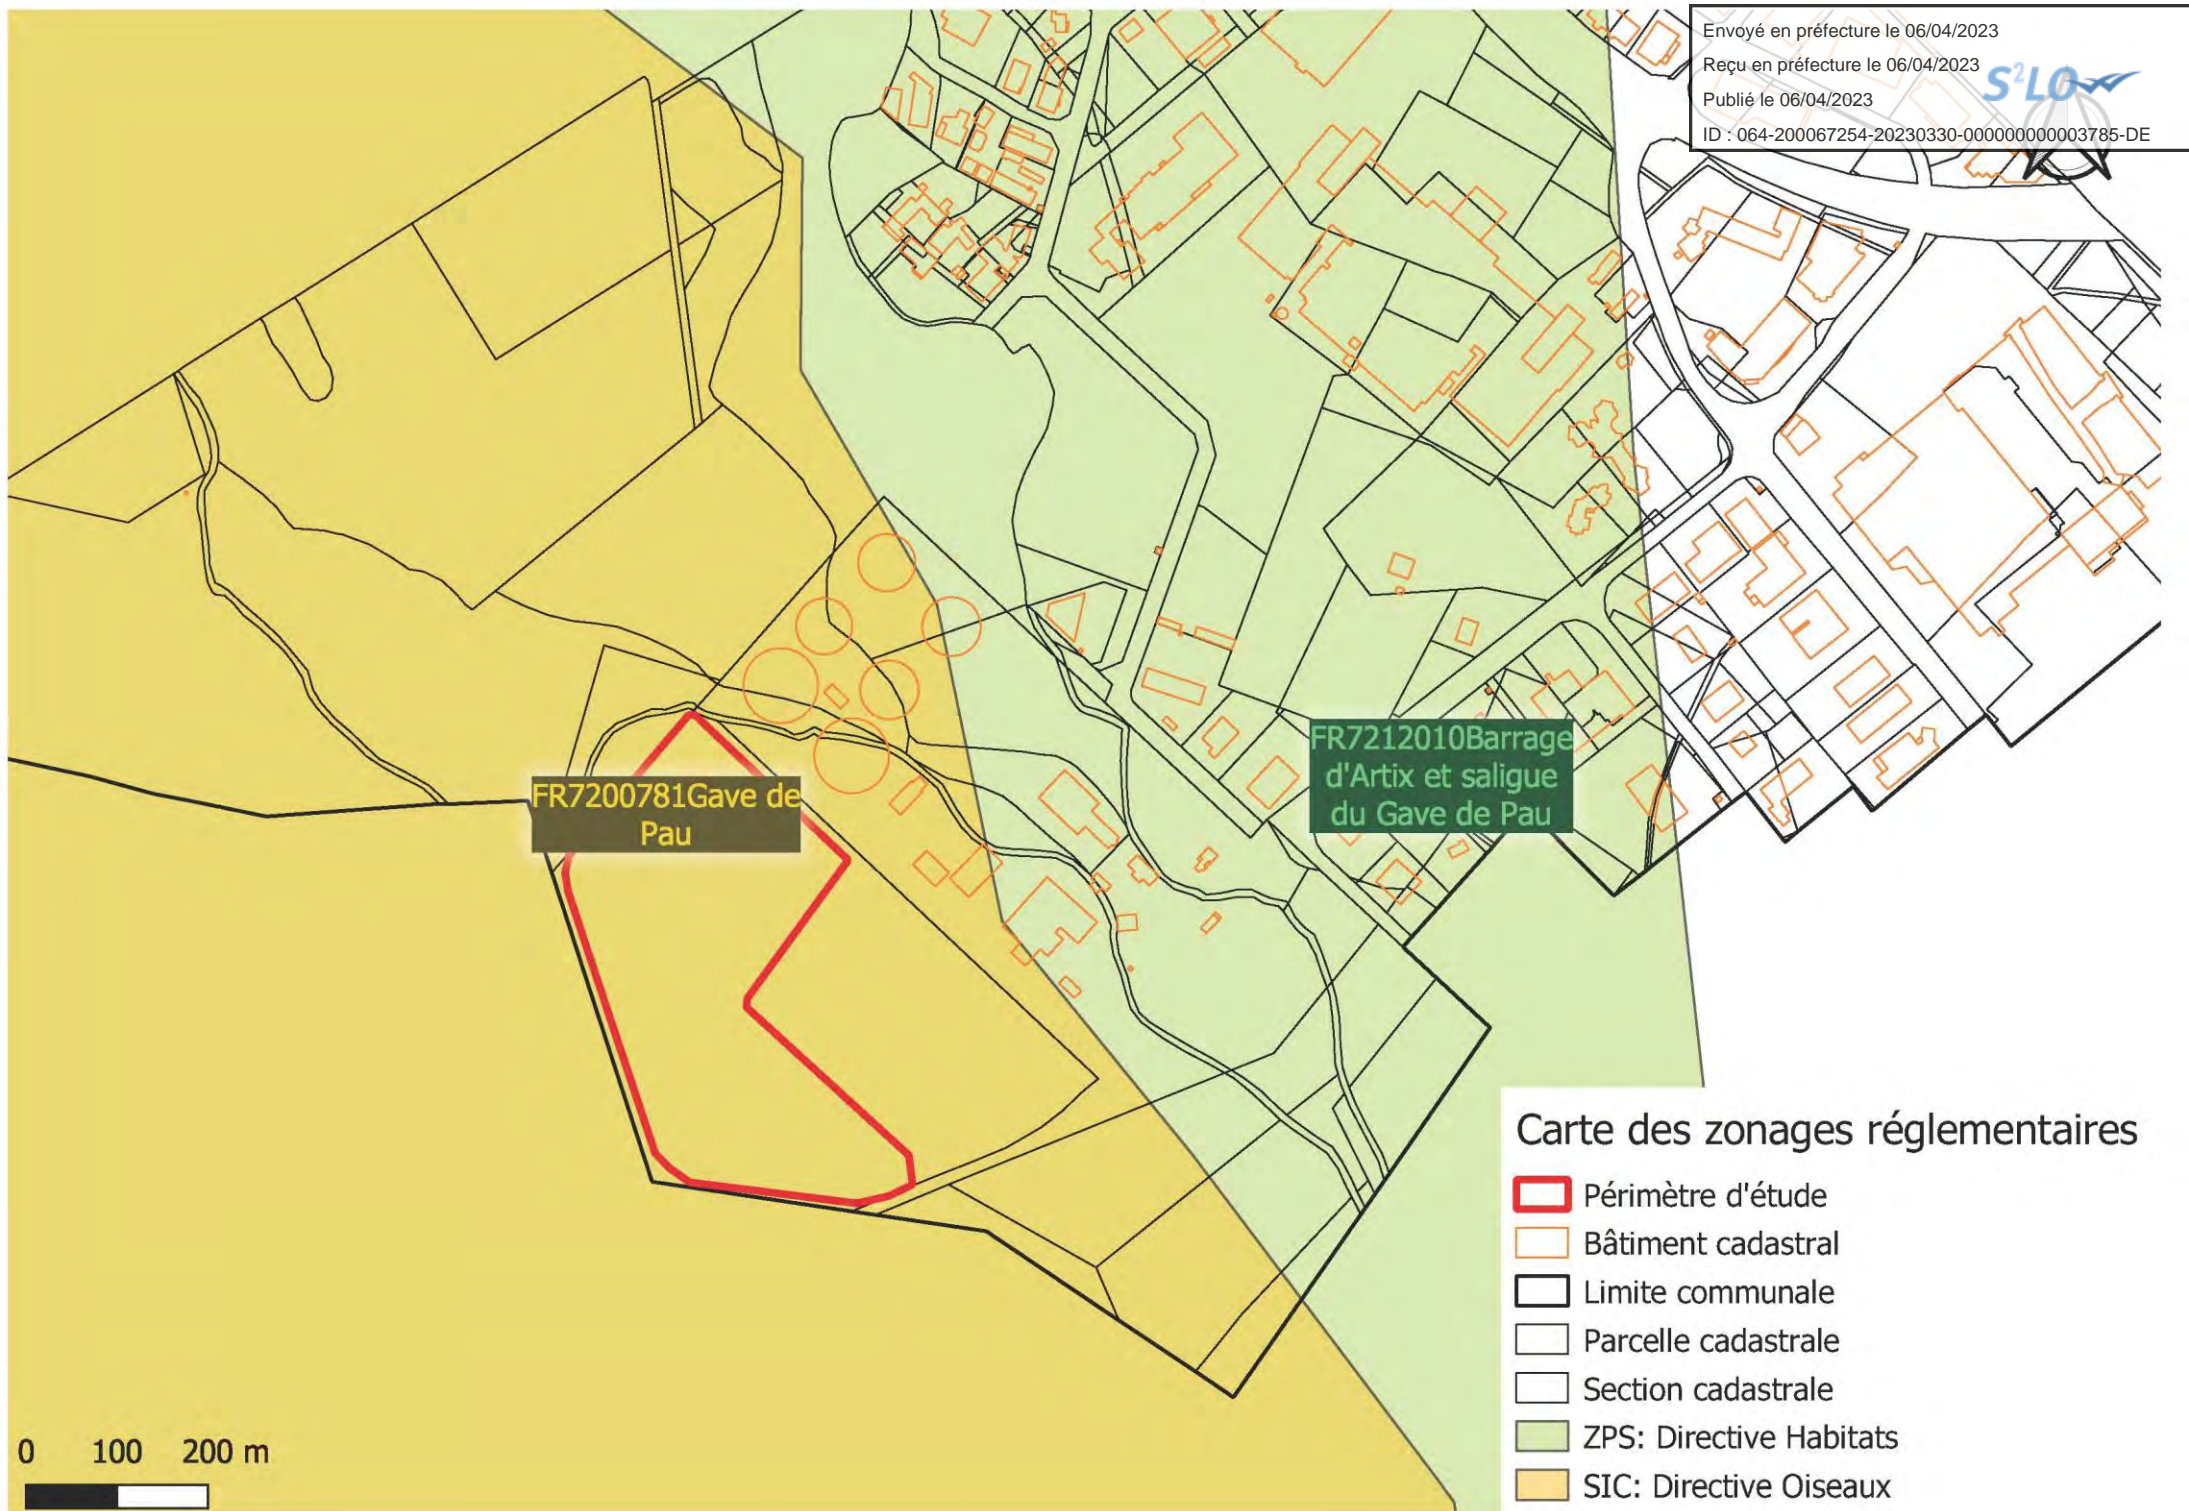 Envoyé en préfecture le 06/04/2023
Reçu en préfecture le 06/04/2023
Publié le 06/04/2023
S²LO
ID : 064-200067254-20230330-000000000003785-DE
FR7200781Gave de
Pau
FR7212010Barrage
d'Artix et saligue
du Gave de Pau
Carte des zonages réglementaires
Périmètre d'étude
Bâtiment cadastral
Limite communale
Parcelle cadastrale
Section cadastrale
ZPS: Directive Habitats
SIC: Directive Oiseaux
0 100 200 m